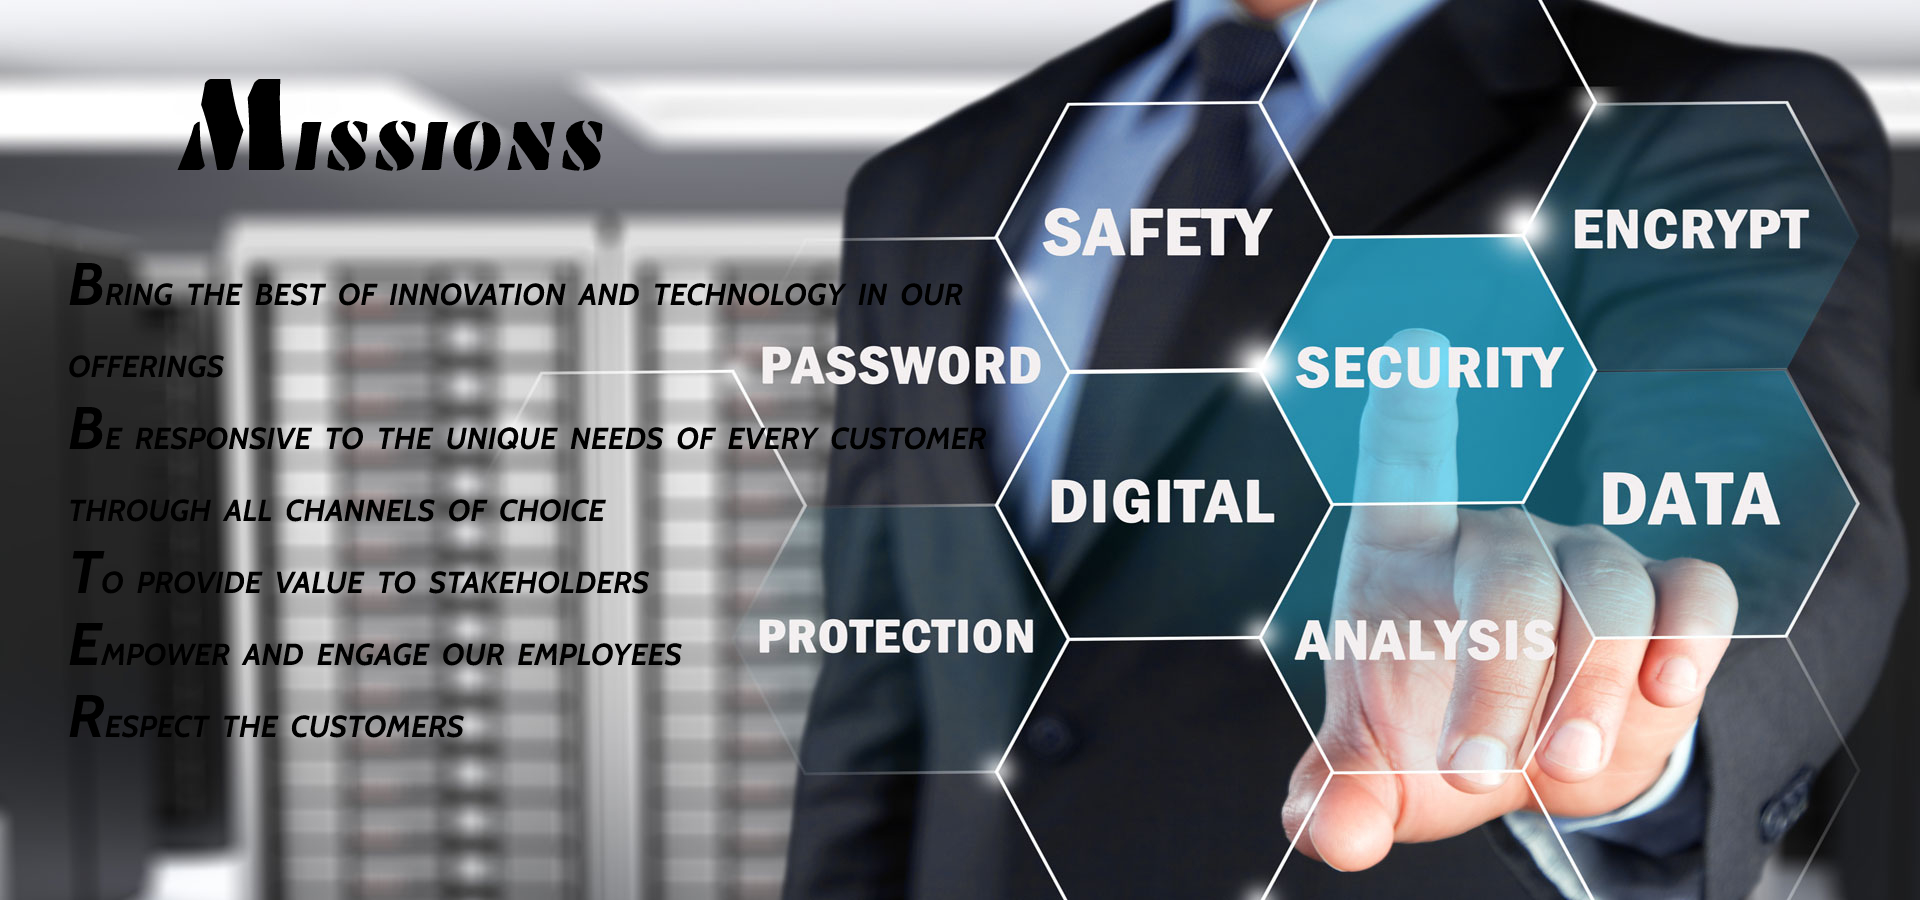 Missions
Bring the best of innovation and technology in our
offerings
Be responsive to the unique needs of every customer
through all channels of choice
To provide value to stakeholders
Empower and engage our employees
Respect the customers
SAFETY
ENCRYPT
PASSWORD
SECURITY
DIGITAL
DATA
PROTECTION
ANALYSIS